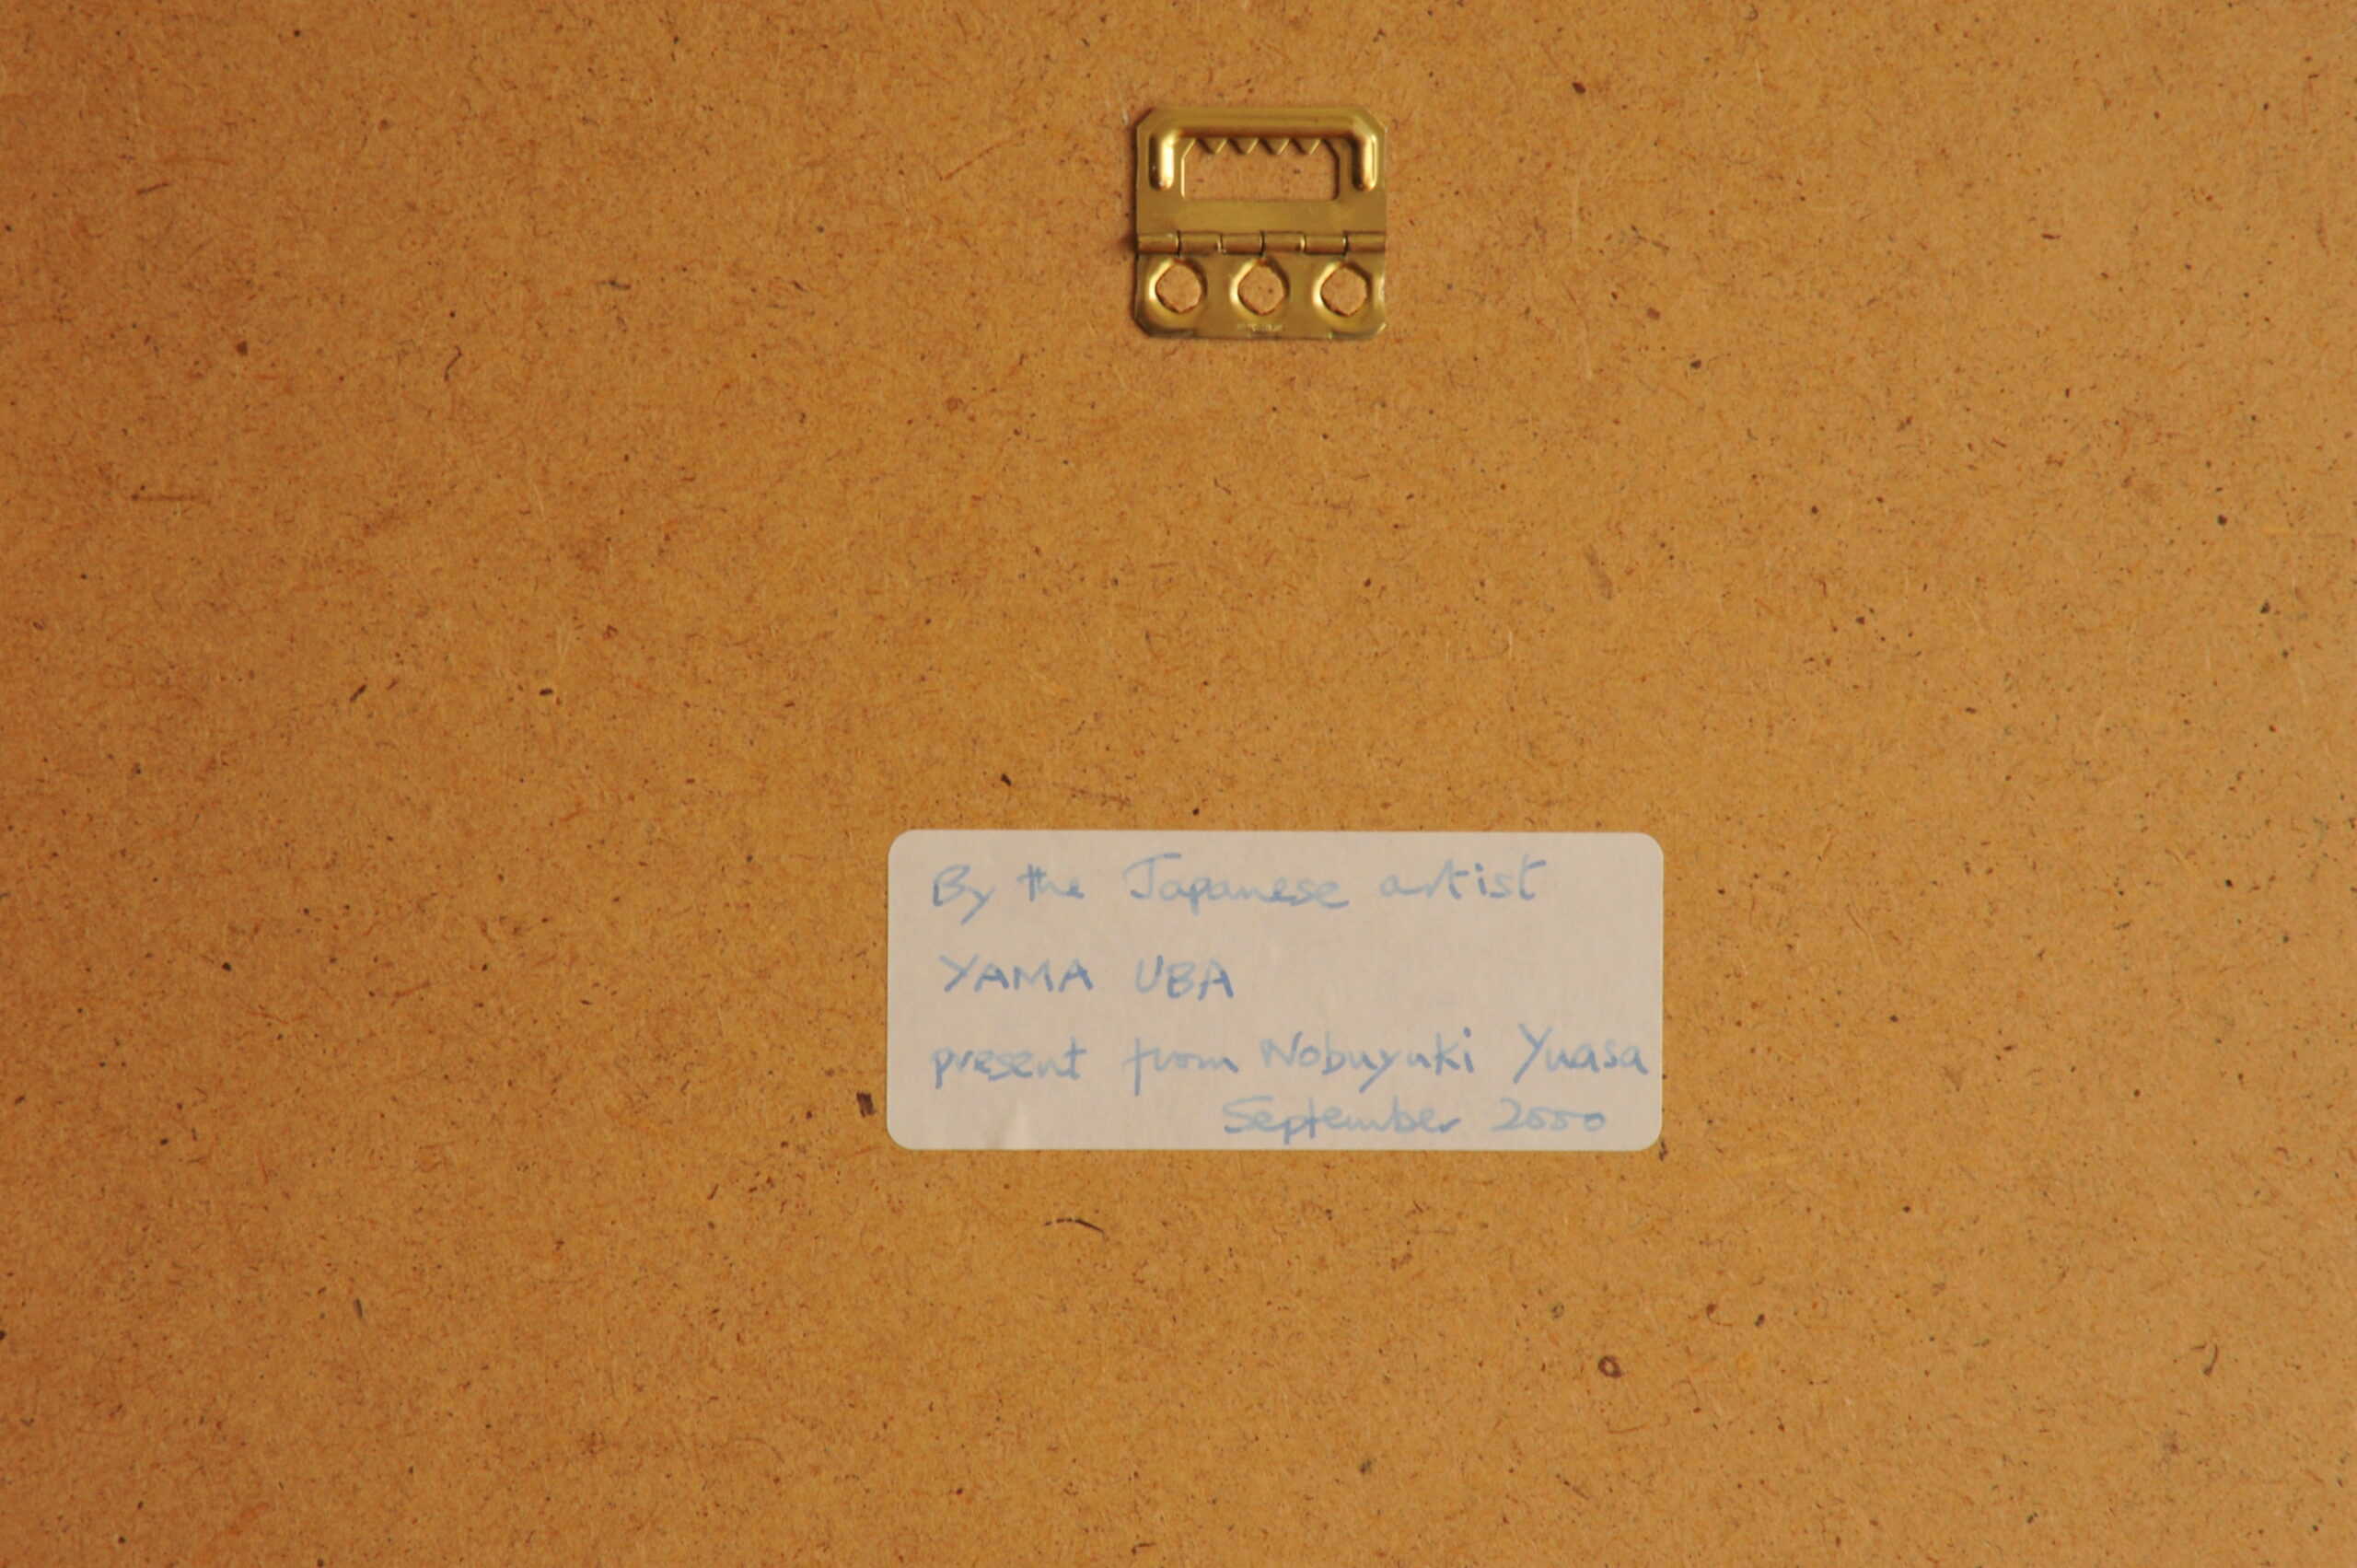 By the Japanese artist
YAMA UBA
present from Nobuyuki Yuasa
September 2000